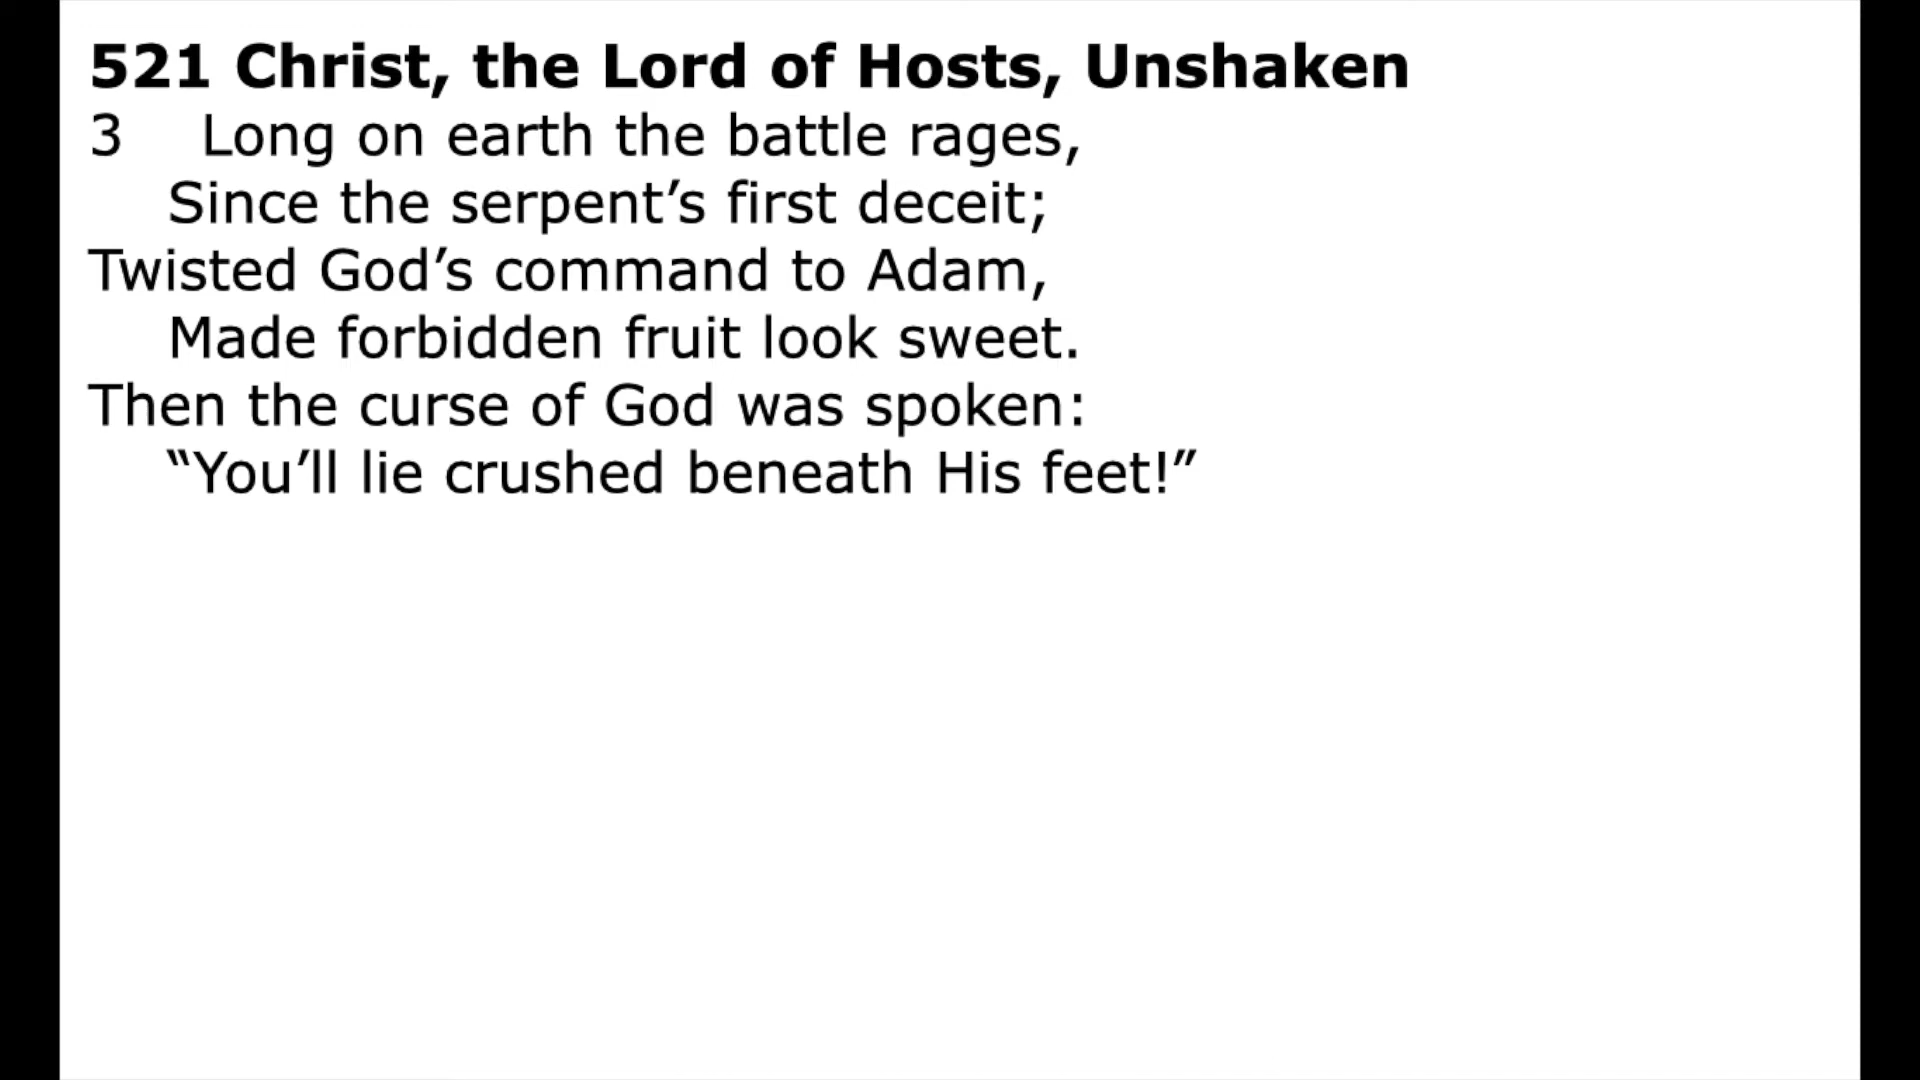 521 Christ, the Lord of Hosts, Unshaken
3 Long on earth the battle rages,
Since the serpent’s first deceit;
Twisted God’s command to Adam,
Made forbidden fruit look sweet.
Then the curse of God was spoken:
“You’ll lie crushed beneath His feet!”